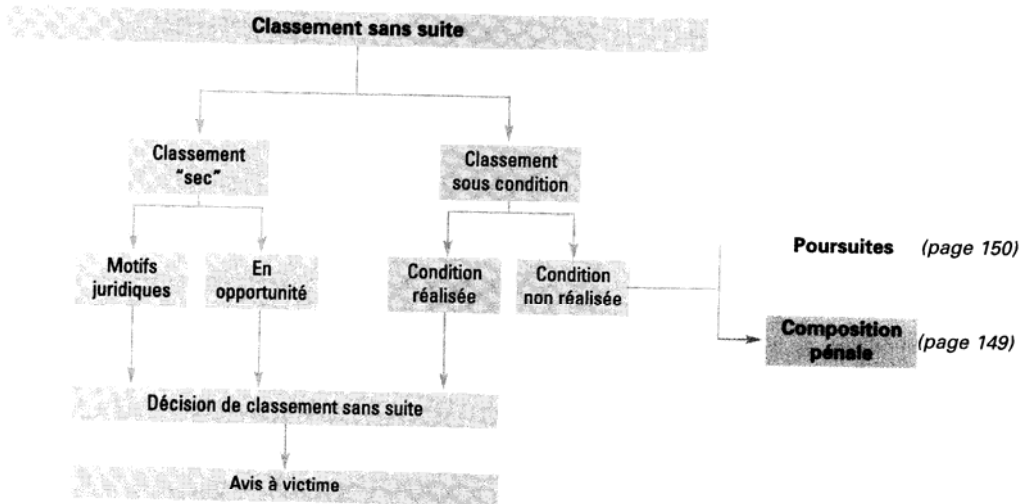 Classement sans suite
Classement
"sec"
Classement
sous condition
Motifs
juridiques
En
opportunité
Condition
réalisée
Condition
non réalisée
Poursuites (page 150)
Composition
pénale
(page 149)
Décision de classement sans suite
Avis à victime